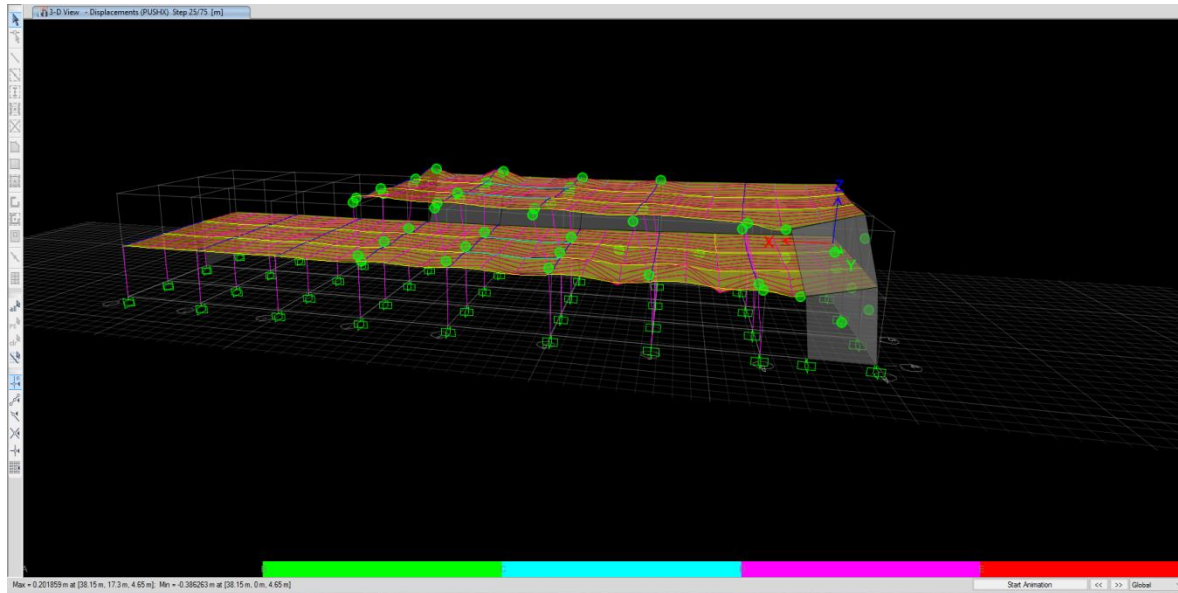 3-D View - Displacements (PUSHX) Step 25/75 [m]
Z
X
Y
Max = 0.201859 m at [38.15 m, 17.3 m, 4.65 m]; Min = -0.386263 m at [38.15 m, 0 m, 4.65 m]
Start Animation
<<
>>
Global